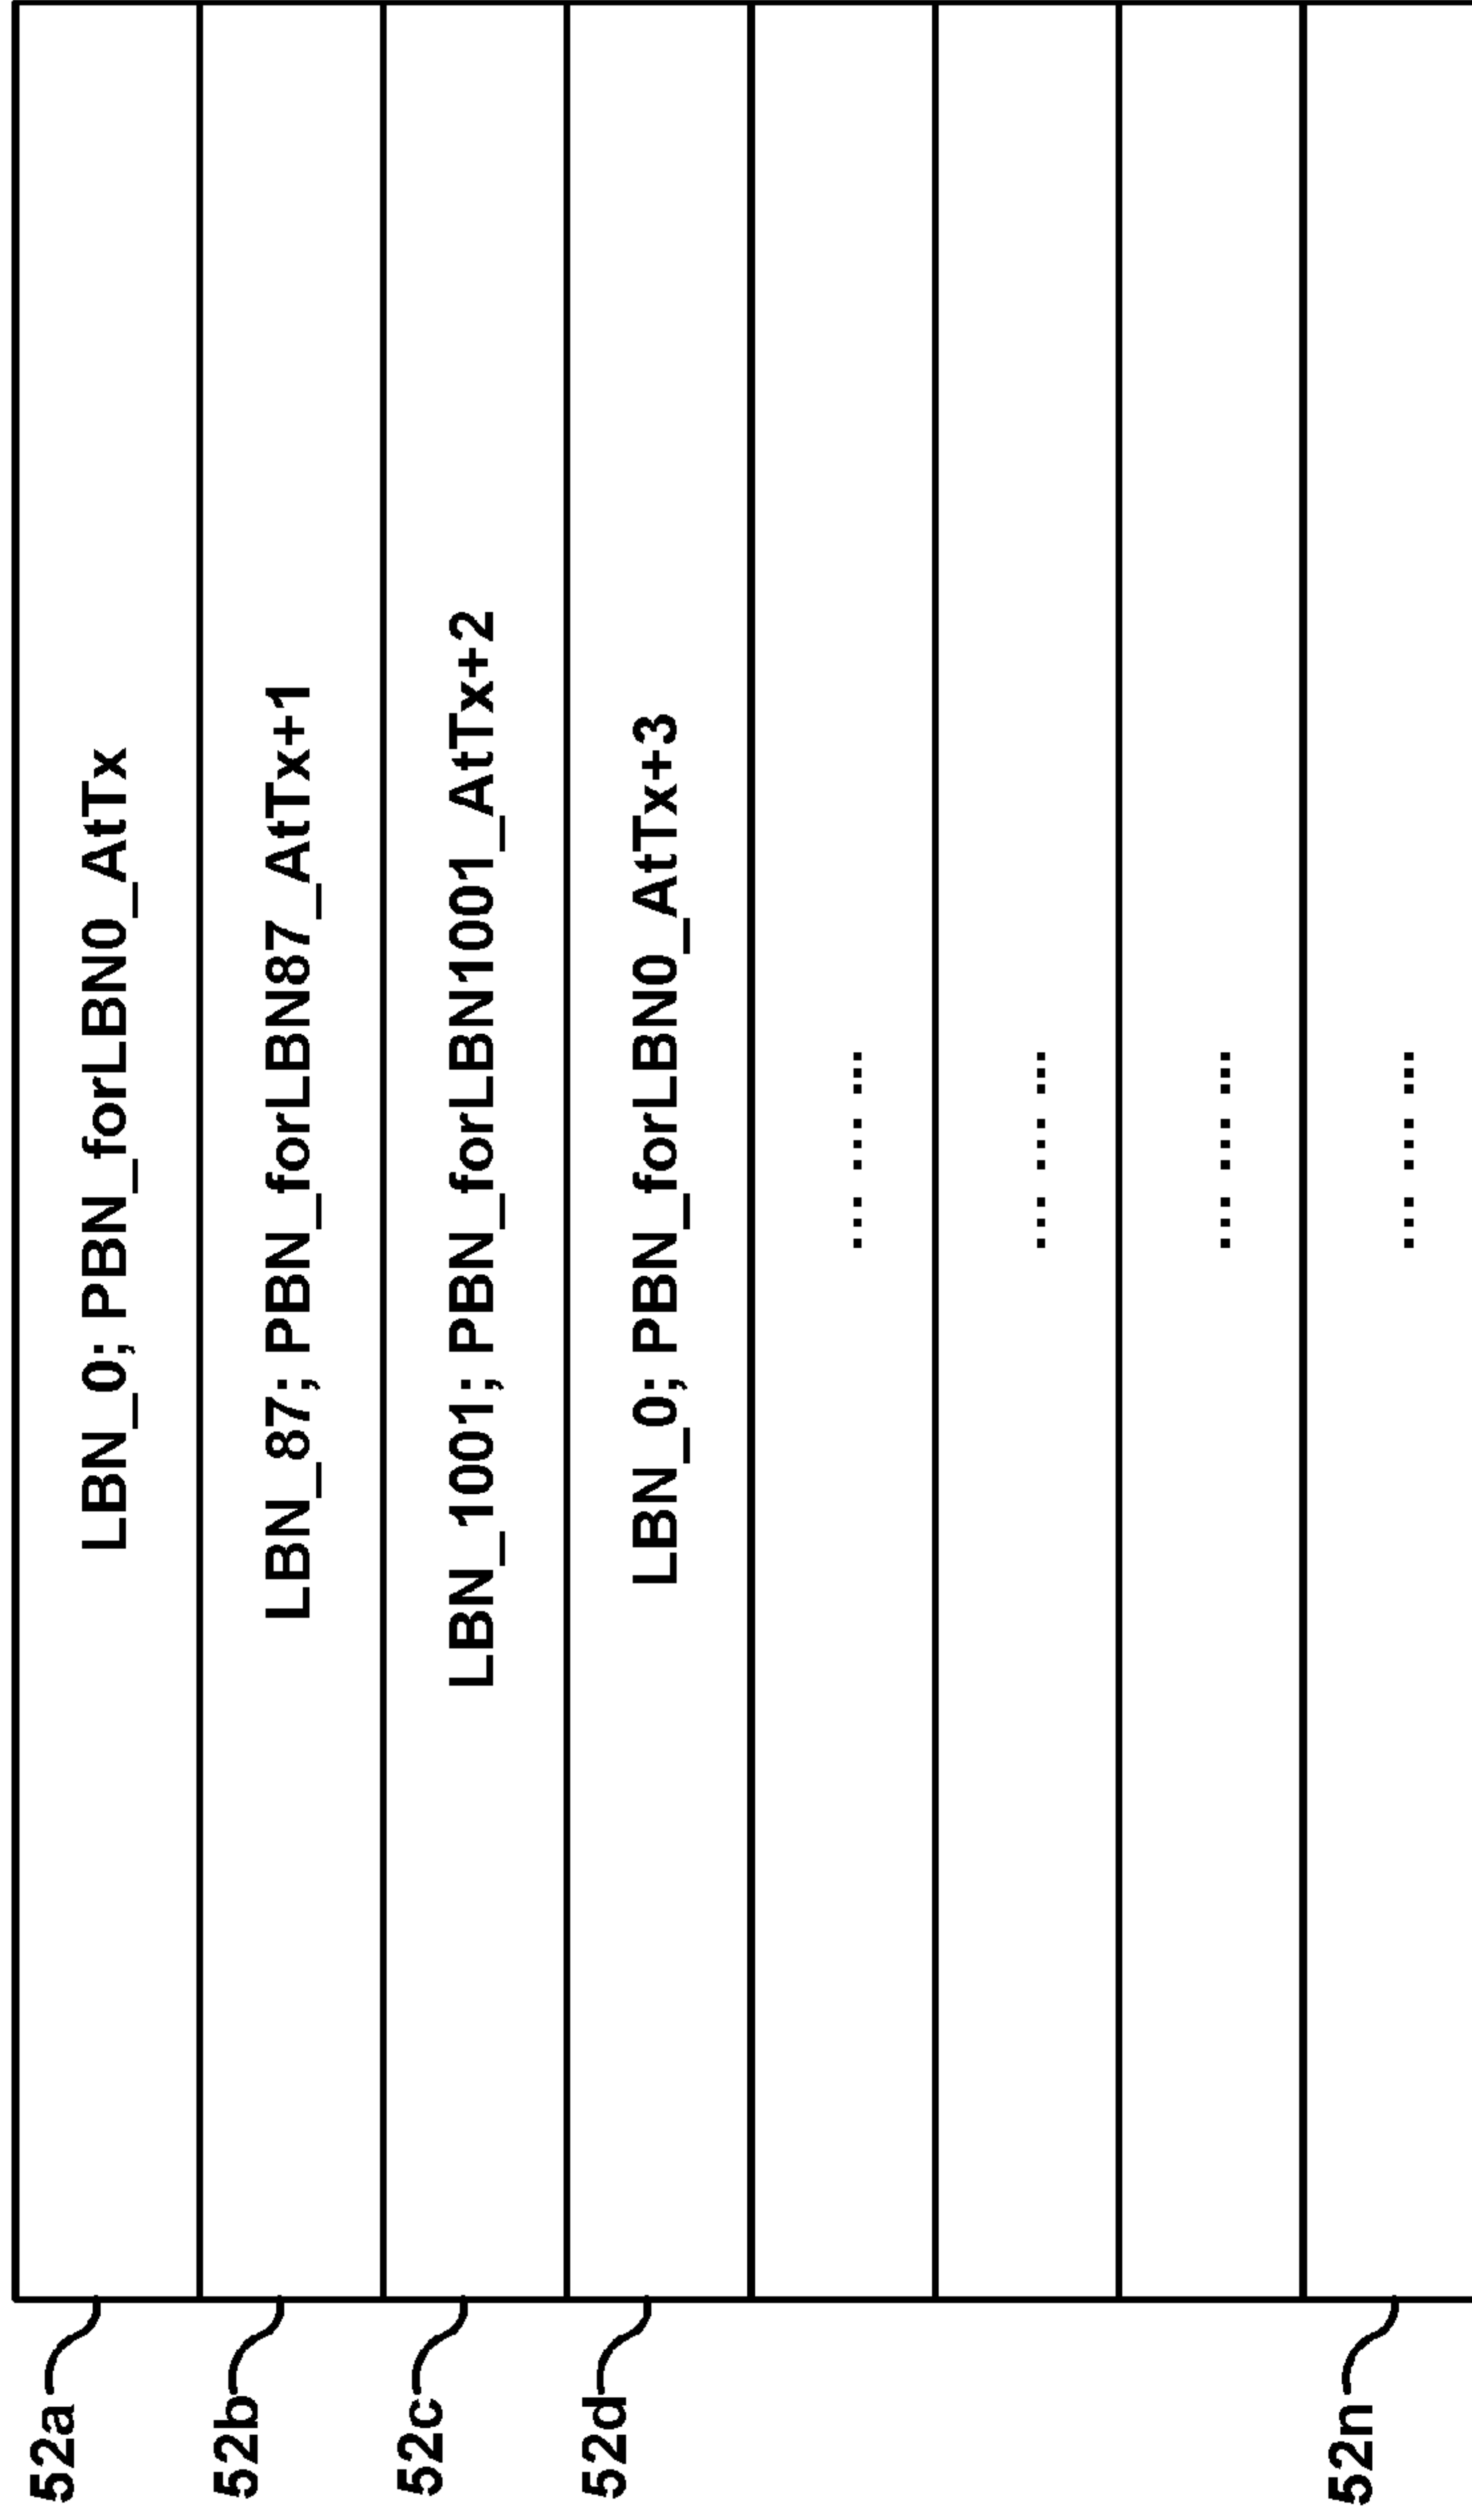 52a LBN_0; PBN_forLBN0_AtTx
52b LBN_87; PBN_forLBN87_AtTx+1
52c LBN_1001; PBN_forLBN1001_AtTx+2
52d LBN_0; PBN_forLBN0_AtTx+3
... ... ...
... ... ...
... ... ...
52n ... ... ...